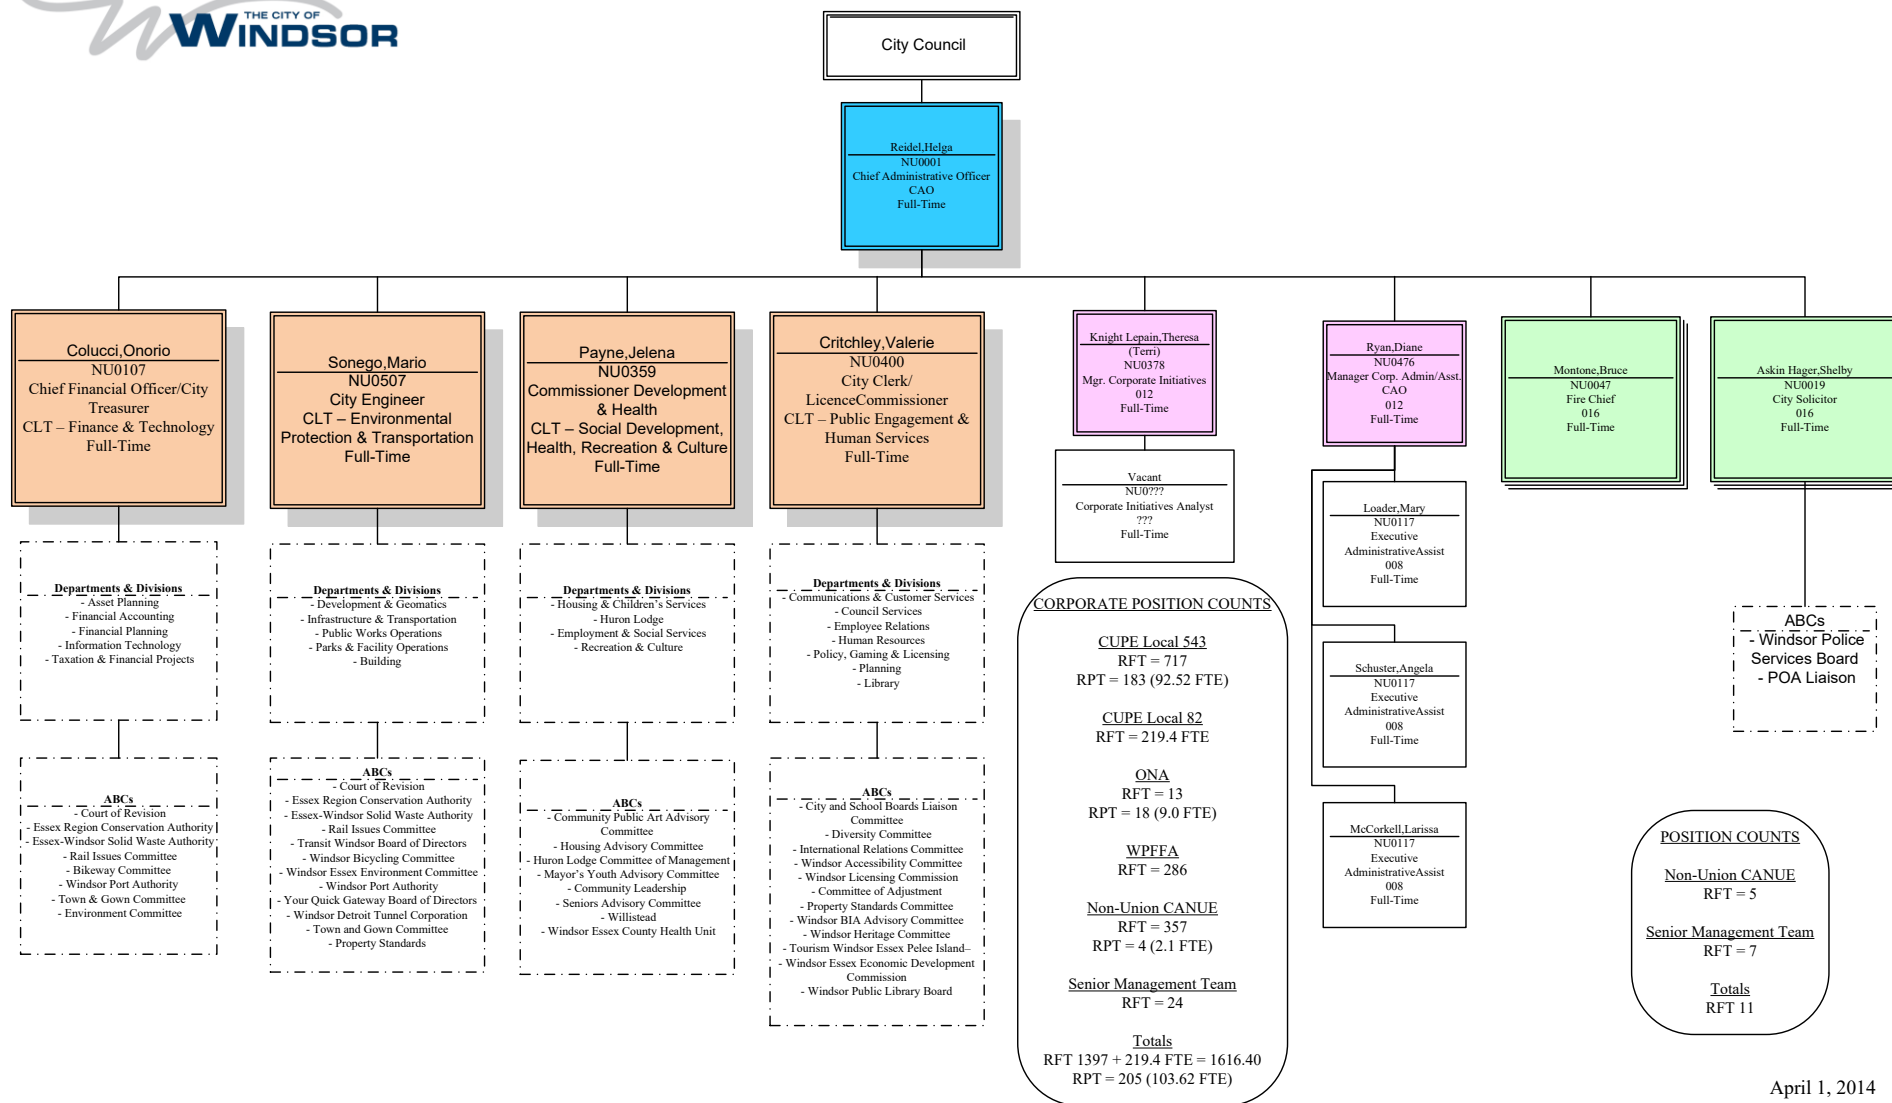 THE CITY OF
WINDSOR
City Council
Reidel,Helga
NU0001
Chief Administrative Officer
CAO
Full-Time
Colucci,Onorio
NU0107
Chief Financial Officer/City
Treasurer
CLT – Finance & Technology
Full-Time
Sonego,Mario
NU0507
City Engineer
CLT – Environmental
Protection & Transportation
Full-Time
Payne,Jelena
NU0359
Commissioner Development
& Health
CLT – Social Development,
Health, Recreation & Culture
Full-Time
Critchley,Valerie
NU0400
City Clerk/
LicenceCommissioner
CLT – Public Engagement &
Human Services
Full-Time
Knight Lepain,Theresa
(Terri)
NU0378
Mgr. Corporate Initiatives
012
Full-Time
Ryan,Diane
NU0476
Manager Corp. Admin/Asst.
CAO
012
Full-Time
Montone,Bruce
NU0047
Fire Chief
016
Full-Time
Askin Hager,Shelby
NU0019
City Solicitor
016
Full-Time
Vacant
NU0???
Corporate Initiatives Analyst
???
Full-Time
Loader,Mary
NU0117
Executive
AdministrativeAssist
008
Full-Time
Schuster,Angela
NU0117
Executive
AdministrativeAssist
008
Full-Time
McCorkell,Larissa
NU0117
Executive
AdministrativeAssist
008
Full-Time
Departments & Divisions
- Asset Planning
- Financial Accounting
- Financial Planning
- Information Technology
- Taxation & Financial Projects
Departments & Divisions
- Development & Geomatics
- Infrastructure & Transportation
- Public Works Operations
- Parks & Facility Operations
- Building
Departments & Divisions
- Housing & Children's Services
- Huron Lodge
- Employment & Social Services
- Recreation & Culture
Departments & Divisions
- Communications & Customer Services
- Council Services
- Employee Relations
- Human Resources
- Policy, Gaming & Licensing
- Planning
- Library
ABCs
- Windsor Police
Services Board
- POA Liaison
ABCs
- Court of Revision
- Essex Region Conservation Authority
- Essex-Windsor Solid Waste Authority
- Rail Issues Committee
- Bikeway Committee
- Windsor Port Authority
- Town & Gown Committee
- Environment Committee
ABCs
- Court of Revision
- Essex Region Conservation Authority
- Essex-Windsor Solid Waste Authority
- Rail Issues Committee
- Transit Windsor Board of Directors
- Windsor Bicycling Committee
- Windsor Essex Environment Committee
- Windsor Port Authority
- Your Quick Gateway Board of Directors
- Windsor Detroit Tunnel Corporation
- Town and Gown Committee
- Property Standards
ABCs
- Community Public Art Advisory
Committee
- Housing Advisory Committee
- Huron Lodge Committee of Management
- Mayor's Youth Advisory Committee
- Community Leadership
- Seniors Advisory Committee
- Willistead
- Windsor Essex County Health Unit
ABCs
- City and School Boards Liaison
Committee
- Diversity Committee
- International Relations Committee
- Windsor Accessibility Committee
- Windsor Licensing Commission
- Committee of Adjustment
- Property Standards Committee
- Windsor BIA Advisory Committee
- Windsor Heritage Committee
- Tourism Windsor Essex Pelee Island–
- Windsor Essex Economic Development
Commission
- Windsor Public Library Board
CORPORATE POSITION COUNTS
CUPE Local 543
RFT = 717
RPT = 183 (92.52 FTE)
CUPE Local 82
RFT = 219.4 FTE
ONA
RFT = 13
RPT = 18 (9.0 FTE)
WPFFA
RFT = 286
Non-Union CANUE
RFT = 357
RPT = 4 (2.1 FTE)
Senior Management Team
RFT = 24
Totals
RFT 1397 + 219.4 FTE = 1616.40
RPT = 205 (103.62 FTE)
POSITION COUNTS
Non-Union CANUE
RFT = 5
Senior Management Team
RFT = 7
Totals
RFT 11
April 1, 2014